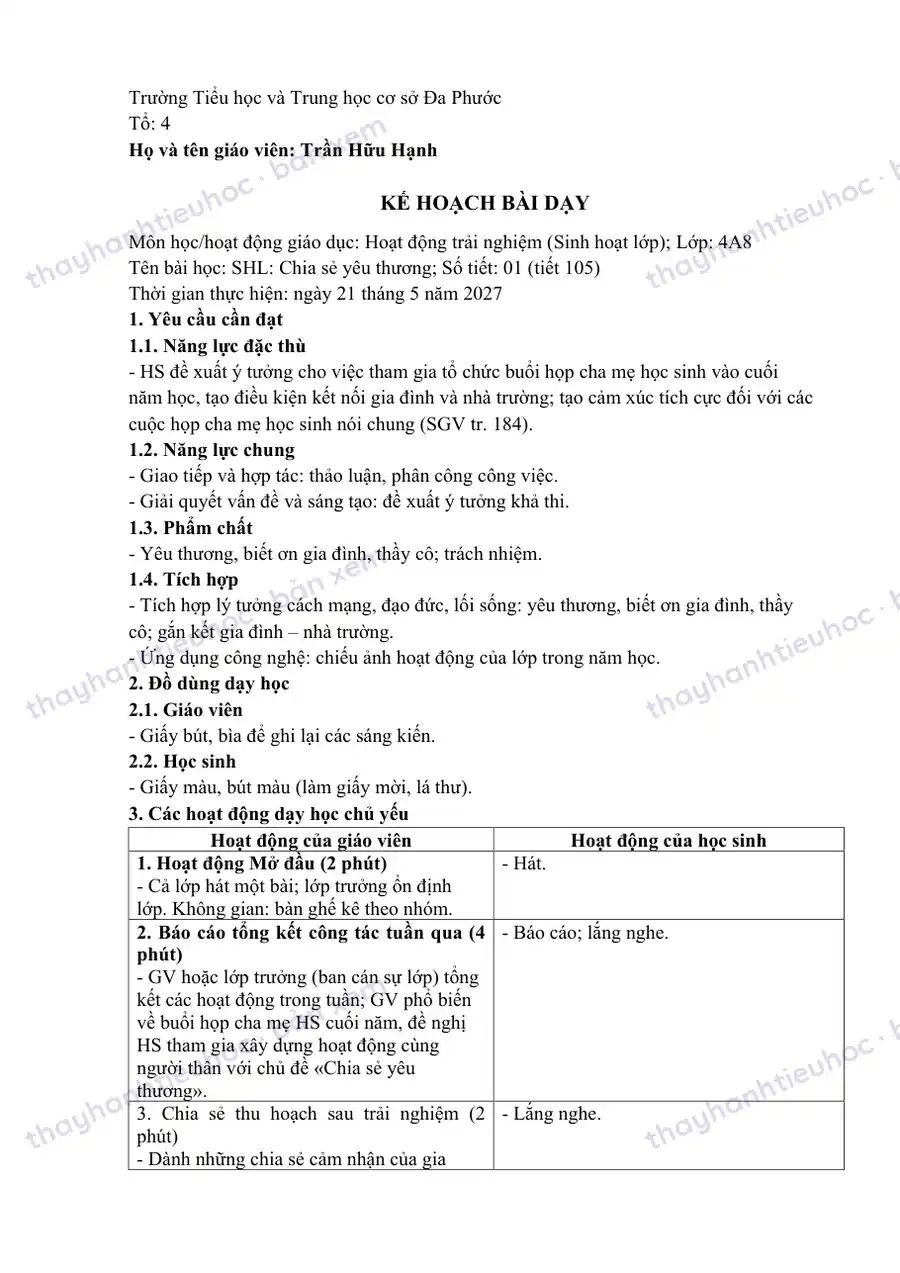 Trường Tiểu học và Trung học cơ sở Đa Phước
Tổ: 4
Họ và tên giáo viên: Trần Hữu Hạnh
KẾ HOẠCH BÀI DẠY
Môn học/hoạt động giáo dục: Hoạt động trải nghiệm (Sinh hoạt lớp); Lớp: 4A8
Tên bài học: SHL: Chia sẻ yêu thương; Số tiết: 01 (tiết 105)
Thời gian thực hiện: ngày 21 tháng 5 năm 2027
1. Yêu cầu cần đạt
1.1. Năng lực đặc thù
- HS đề xuất ý tưởng cho việc tham gia tổ chức buổi họp cha mẹ học sinh vào cuối
năm học, tạo điều kiện kết nối gia đình và nhà trường; tạo cảm xúc tích cực đối với các
cuộc họp cha mẹ học sinh nói chung (SGV tr. 184).
1.2. Năng lực chung
- Giao tiếp và hợp tác: thảo luận, phân công công việc.
- Giải quyết vấn đề và sáng tạo: đề xuất ý tưởng khả thi.
1.3. Phẩm chất
- Yêu thương, biết ơn gia đình, thầy cô; trách nhiệm.
1.4. Tích hợp
- Tích hợp lý tưởng cách mạng, đạo đức, lối sống: yêu thương, biết ơn gia đình, thầy
cô; gắn kết gia đình – nhà trường.
- Ứng dụng công nghệ: chiếu ảnh hoạt động của lớp trong năm học.
2. Đồ dùng dạy học
2.1. Giáo viên
- Giấy bút, bìa để ghi lại các sáng kiến.
2.2. Học sinh
- Giấy màu, bút màu (làm giấy mời, lá thư).
3. Các hoạt động dạy học chủ yếu
Hoạt động của giáo viên
Hoạt động của học sinh
1. Hoạt động Mở đầu (2 phút)
- Cả lớp hát một bài; lớp trưởng ổn định
lớp. Không gian: bàn ghế kê theo nhóm.
- Hát.
2. Báo cáo tổng kết công tác tuần qua (4
phút)
- GV hoặc lớp trưởng (ban cán sự lớp) tổng
kết các hoạt động trong tuần; GV phổ biến
về buổi họp cha mẹ HS cuối năm, đề nghị
HS tham gia xây dựng hoạt động cùng
người thân với chủ đề «Chia sẻ yêu
thương».
- Báo cáo; lắng nghe.
3. Chia sẻ thu hoạch sau trải nghiệm (2
phút)
- Dành những chia sẻ cảm nhận của gia
- Lắng nghe.
thayhanhtieuhoc · bản xem
thayhanhtieuhoc · b
thayhanhtieuhoc · bản xem
thayhanhtieuhoc · b
thayhanhtieuhoc · bản xem
thayhanhtieuhoc · b